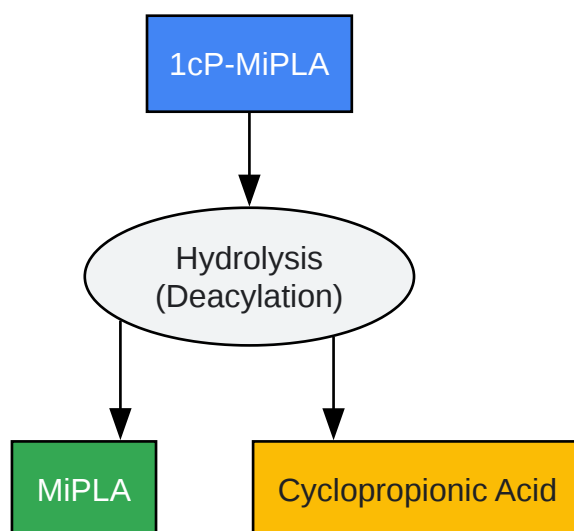 1cP-MiPLA
Hydrolysis
(Deacylation)
MiPLA
Cyclopropionic Acid